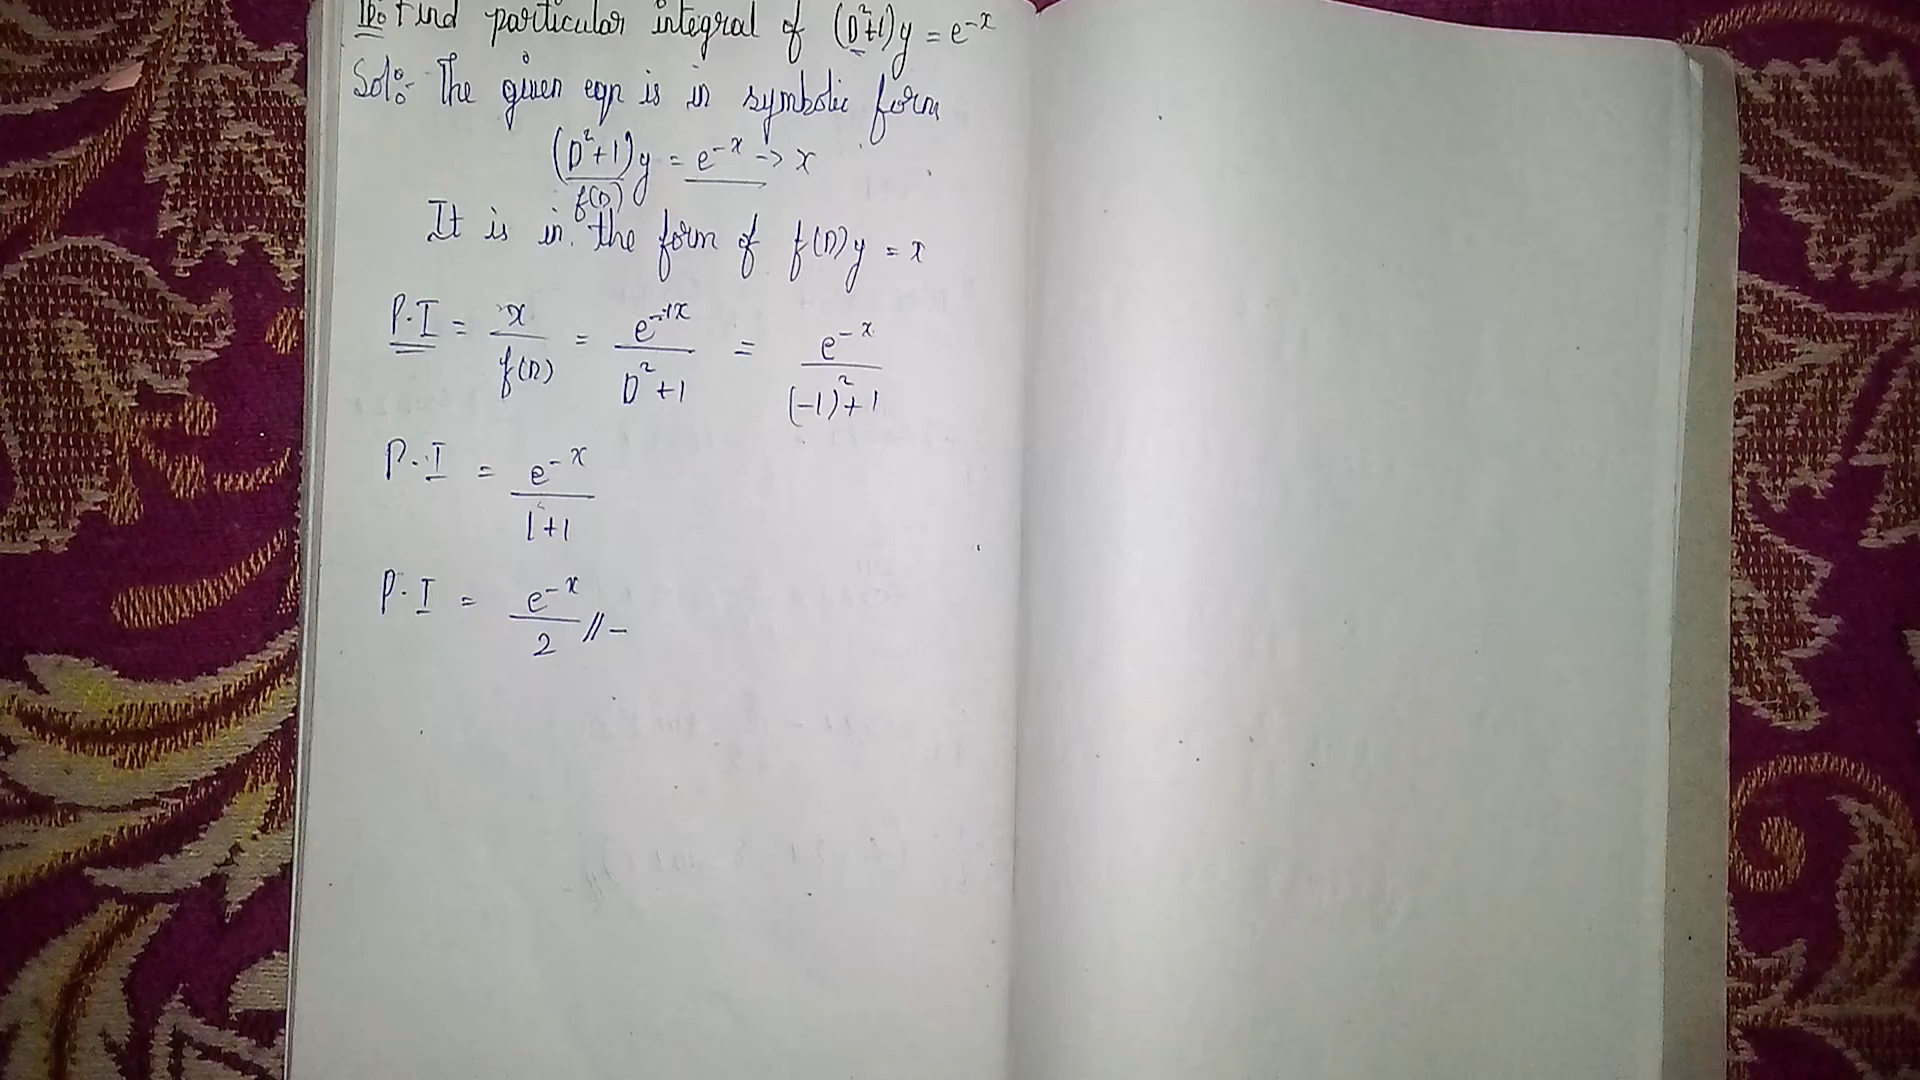 Find particular integral of (D²+1)y = e^-x
Sol:- The given eqn is in symbolic form
(D²+1)y = e^-x -> x
f(D)
It is in the form of f(D)y = x
P.I = x/f(D) = e^-1x/D²+1 = e^-x/(-1)²+1
P.I = e^-x/1+1
P.I = e^-x/2 //-